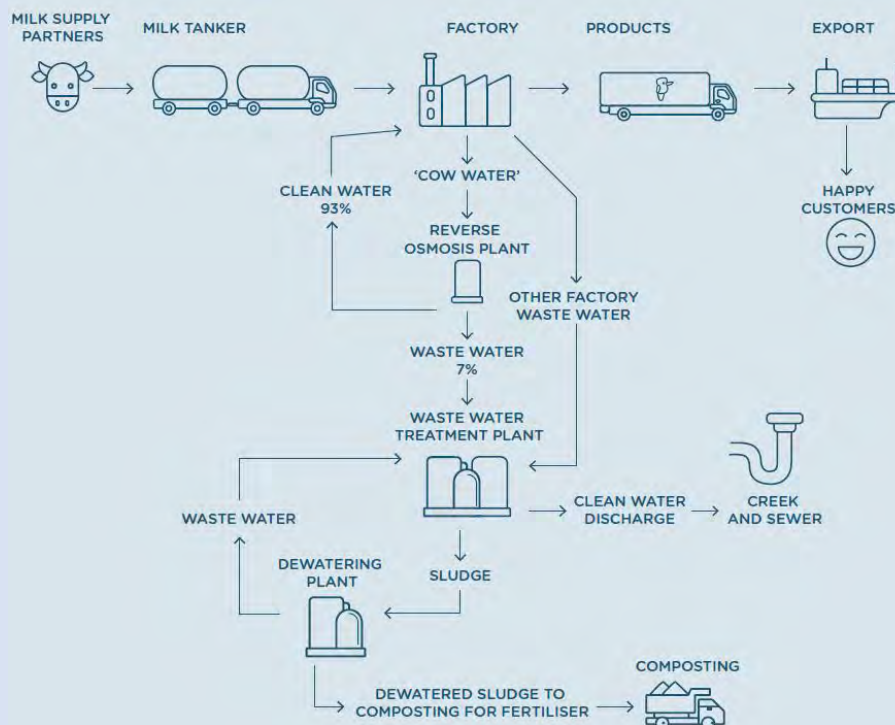 MILK SUPPLY
PARTNERS
MILK TANKER
FACTORY
PRODUCTS
EXPORT
CLEAN WATER
93%
'COW WATER'
HAPPY
CUSTOMERS
REVERSE
OSMOSIS PLANT
OTHER FACTORY
WASTE WATER
WASTE WATER
7%
WASTE WATER
TREATMENT PLANT
WASTE WATER
CLEAN WATER
DISCHARGE
CREEK
AND SEWER
DEWATERING
PLANT
SLUDGE
COMPOSTING
DEWATERED SLUDGE TO
COMPOSTING FOR FERTILISER